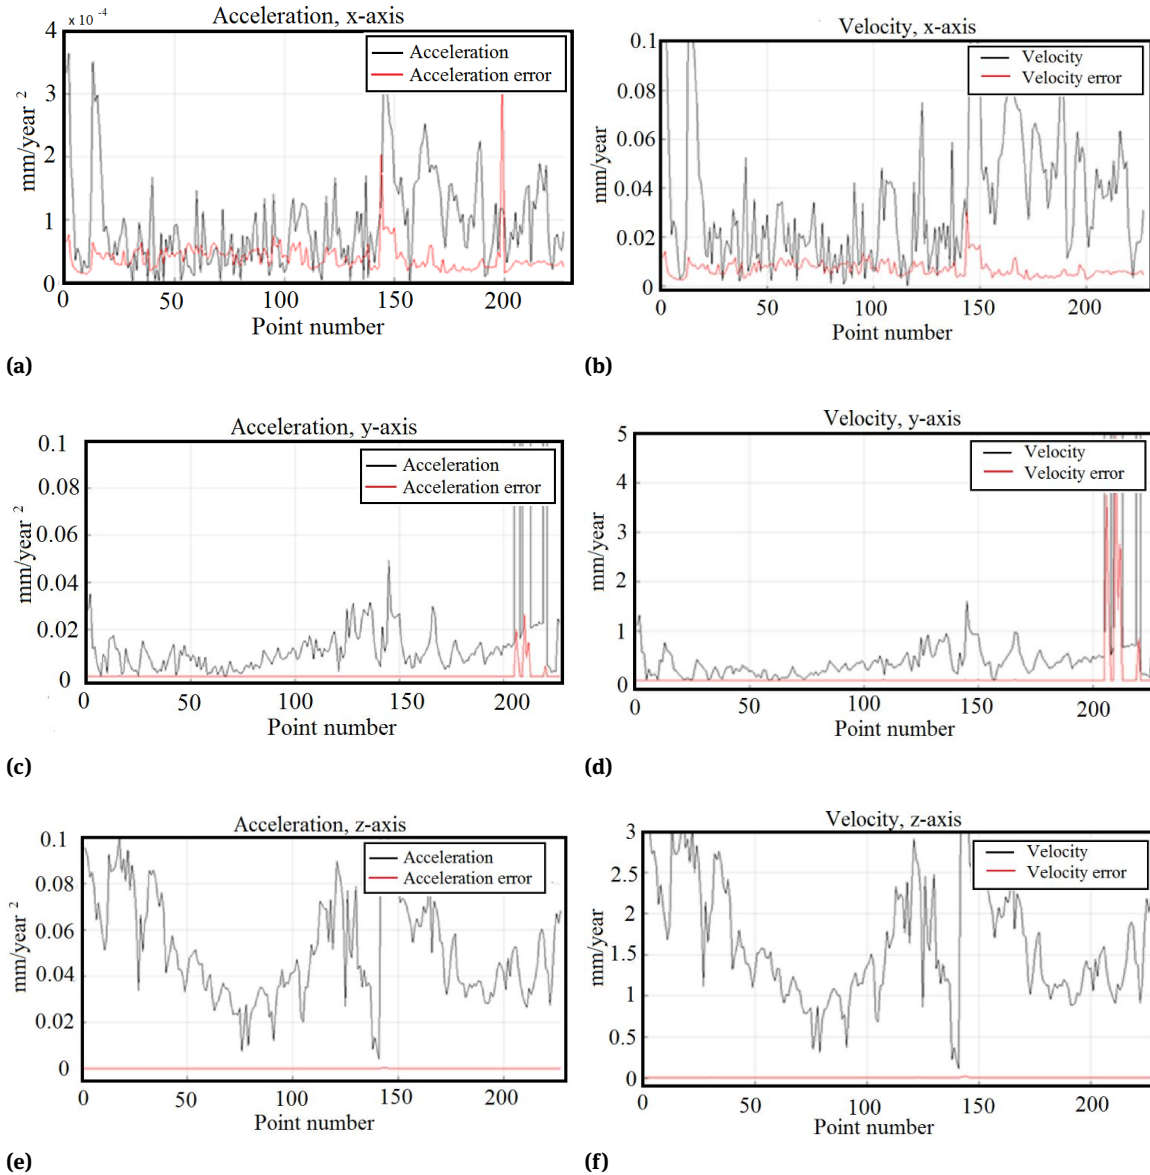 Acceleration, x-axis
x 10 -4
4
3
2
1
0
0 50 100 150 200
mm/year 2
Point number
Acceleration
Acceleration error
(a)
Velocity, x-axis
0.1
0.08
0.06
0.04
0.02
0
0 50 100 150 200
mm/year
Point number
Velocity
Velocity error
(b)
Acceleration, y-axis
0.1
0.08
0.06
0.04
0.02
0
0 50 100 150 200
mm/year 2
Point number
Acceleration
Acceleration error
(c)
Velocity, y-axis
5
4
3
2
1
0
0 50 100 150 200
mm/year
Point number
Velocity
Velocity error
(d)
Acceleration, z-axis
0.1
0.08
0.06
0.04
0.02
0
50 100 150 200
mm/year 2
Point number
Acceleration
Acceleration error
(e)
Velocity, z-axis
3
2.5
2
1.5
1
0.5
0
0 50 100 150 200
mm/year
Point number
Velocity
Velocity error
(f)